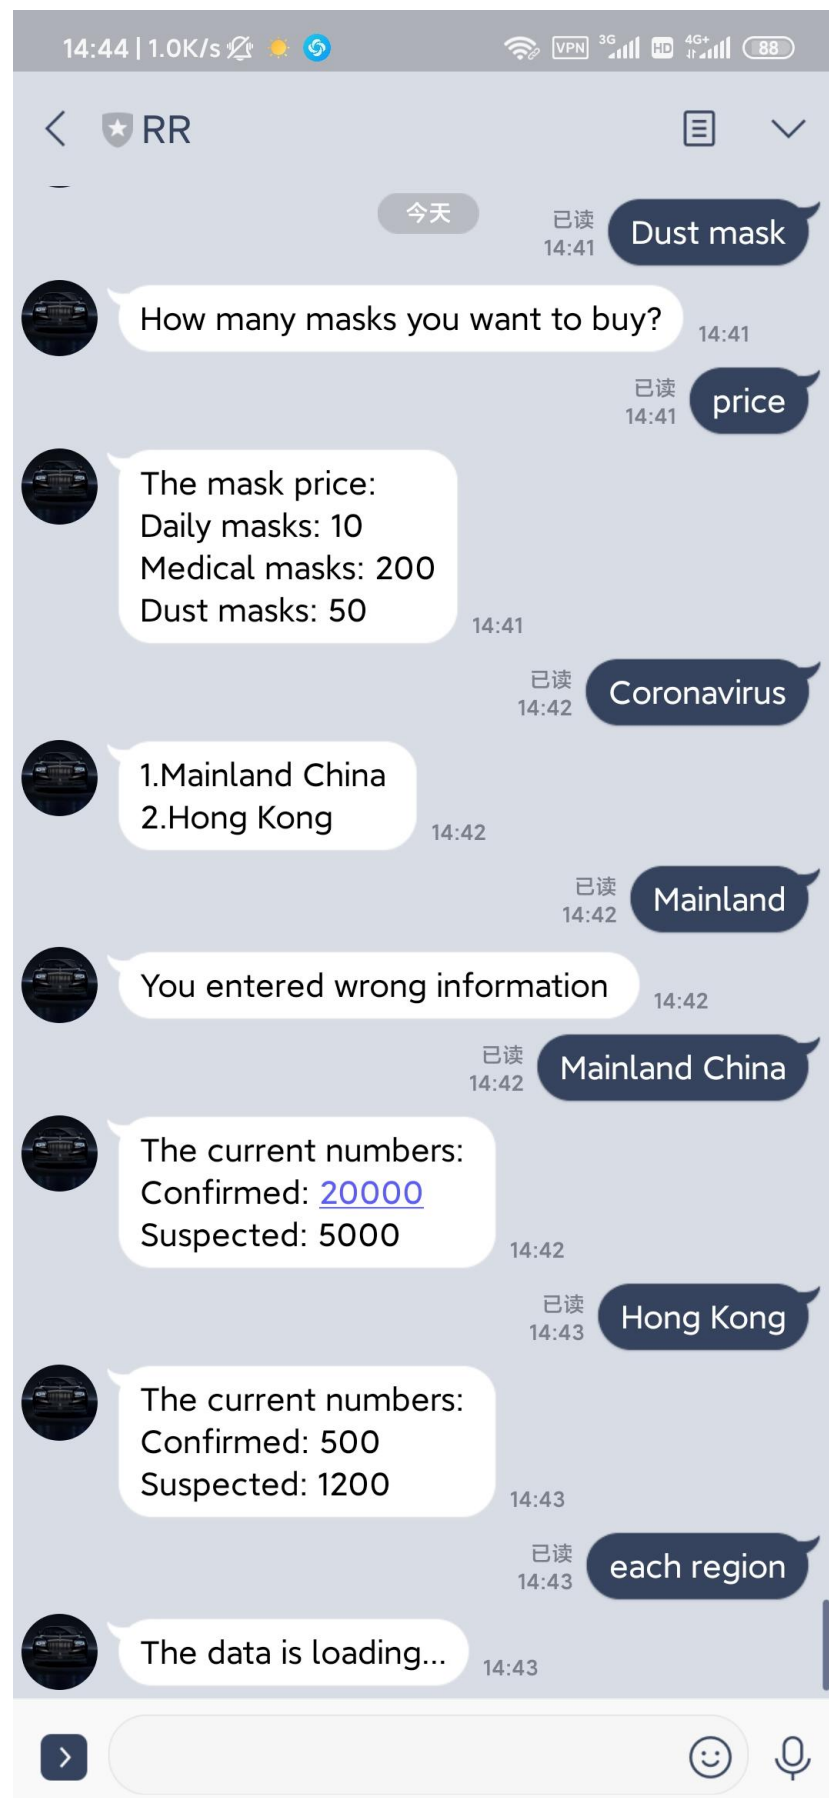 14:44 | 1.0K/s
VPN 3G HD 4G+ 88
RR
今天
已读
14:41
Dust mask
How many masks you want to buy?
14:41
已读
14:41
price
The mask price:
Daily masks: 10
Medical masks: 200
Dust masks: 50
14:41
已读
14:42
Coronavirus
1.Mainland China
2.Hong Kong
14:42
已读
14:42
Mainland
You entered wrong information
14:42
已读
14:42
Mainland China
The current numbers:
Confirmed: 20000
Suspected: 5000
14:42
已读
14:43
Hong Kong
The current numbers:
Confirmed: 500
Suspected: 1200
14:43
已读
14:43
each region
The data is loading...
14:43